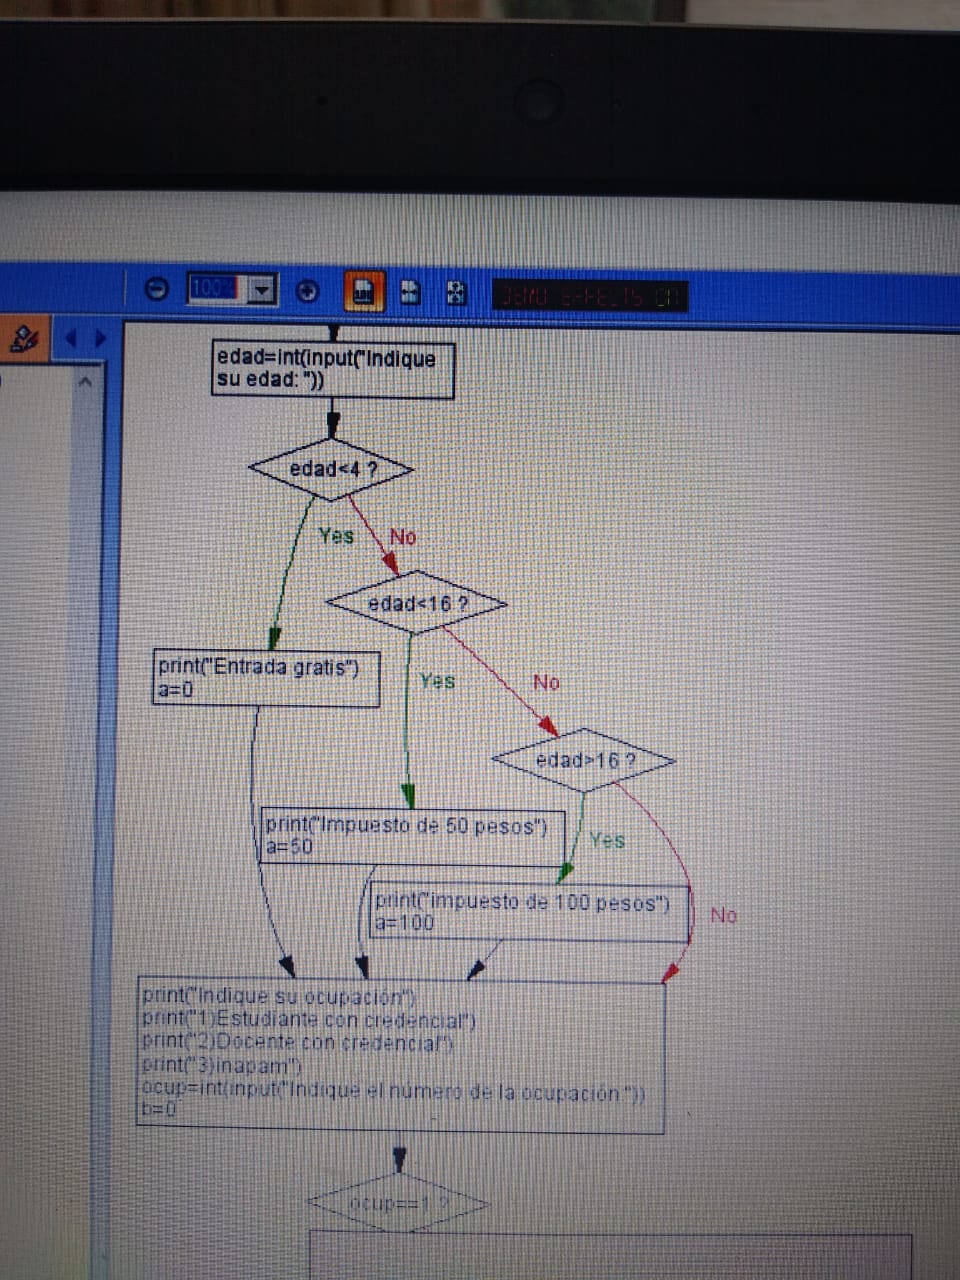 100%
edad=int(input("Indique
su edad: "))
edad<4 ?
Yes
No
edad<16 ?
print("Entrada gratis")
a=0
Yes
No
edad>16 ?
print("Impuesto de 50 pesos")
a=50
Yes
print("impuesto de 100 pesos")
a=100
No
print("Indique su ocupación")
print("1)Estudiante con credencial")
print("2)Docente con credencial")
print("3)inapam")
ocup=int(input("Indique el número de la ocupación "))
b=0
ocup==1 ?